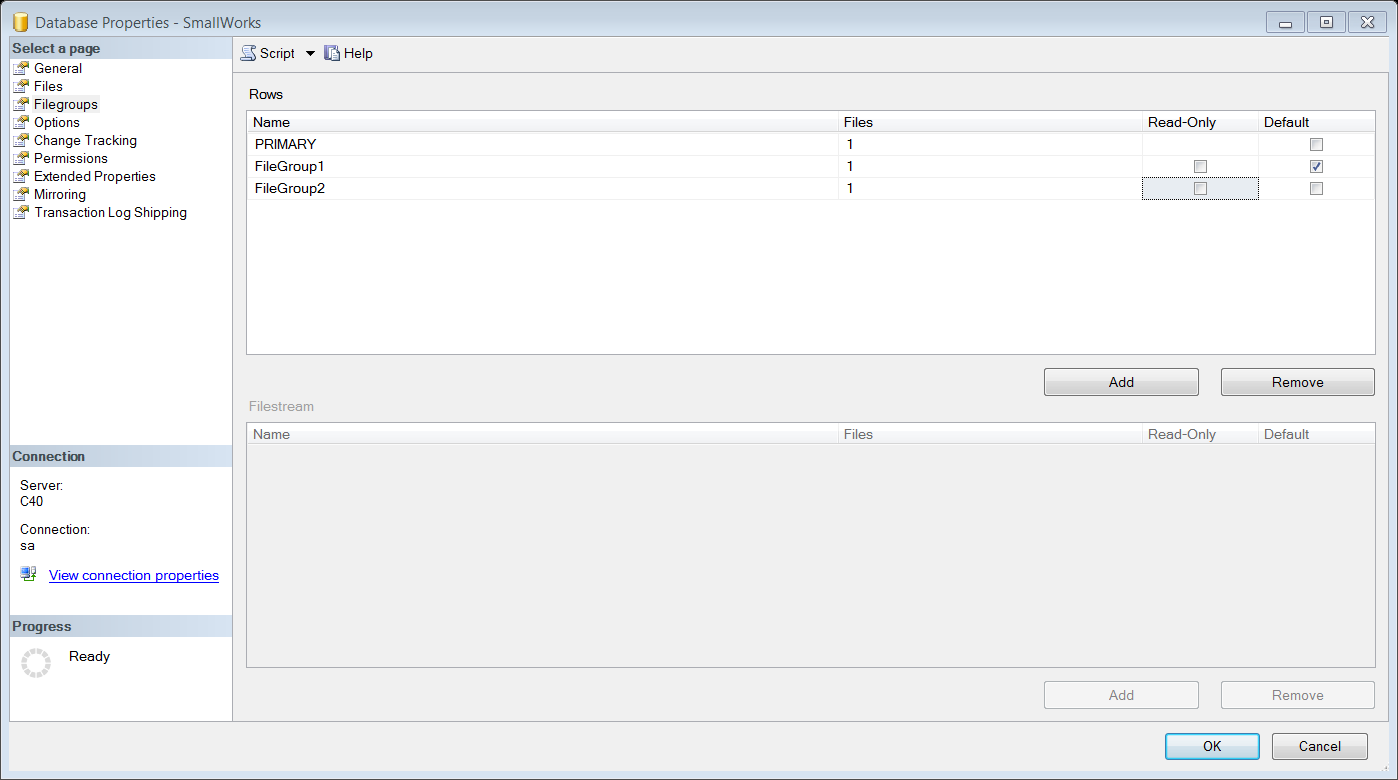 Database Properties - SmallWorks
Select a page
General
Files
Filegroups
Options
Change Tracking
Permissions
Extended Properties
Mirroring
Transaction Log Shipping
Connection
Server:
C40
Connection:
sa
View connection properties
Progress
Ready
Script Help
Rows
Name Files Read-Only Default
PRIMARY 1
FileGroup1 1
FileGroup2 1
Add Remove
Filestream
Name Files Read-Only Default
Add Remove
OK Cancel